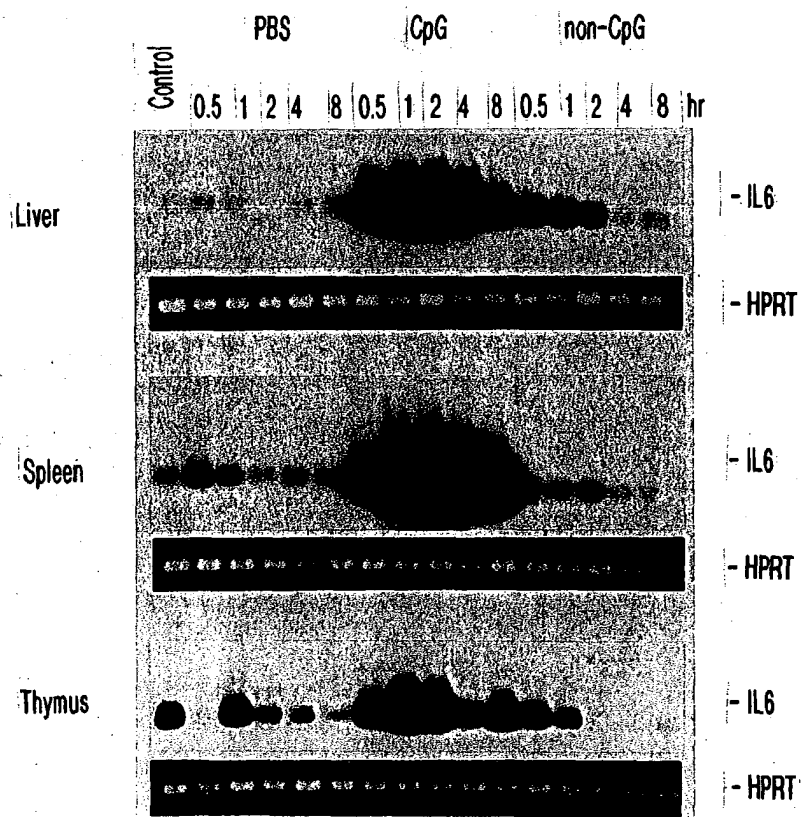 PBS CpG non-CpG
Control
0.5 1 2 4 8 0.5 1 2 4 8 0.5 1 2 4 8 hr
Liver
- IL6
- HPRT
Spleen
- IL6
- HPRT
Thymus
- IL6
- HPRT